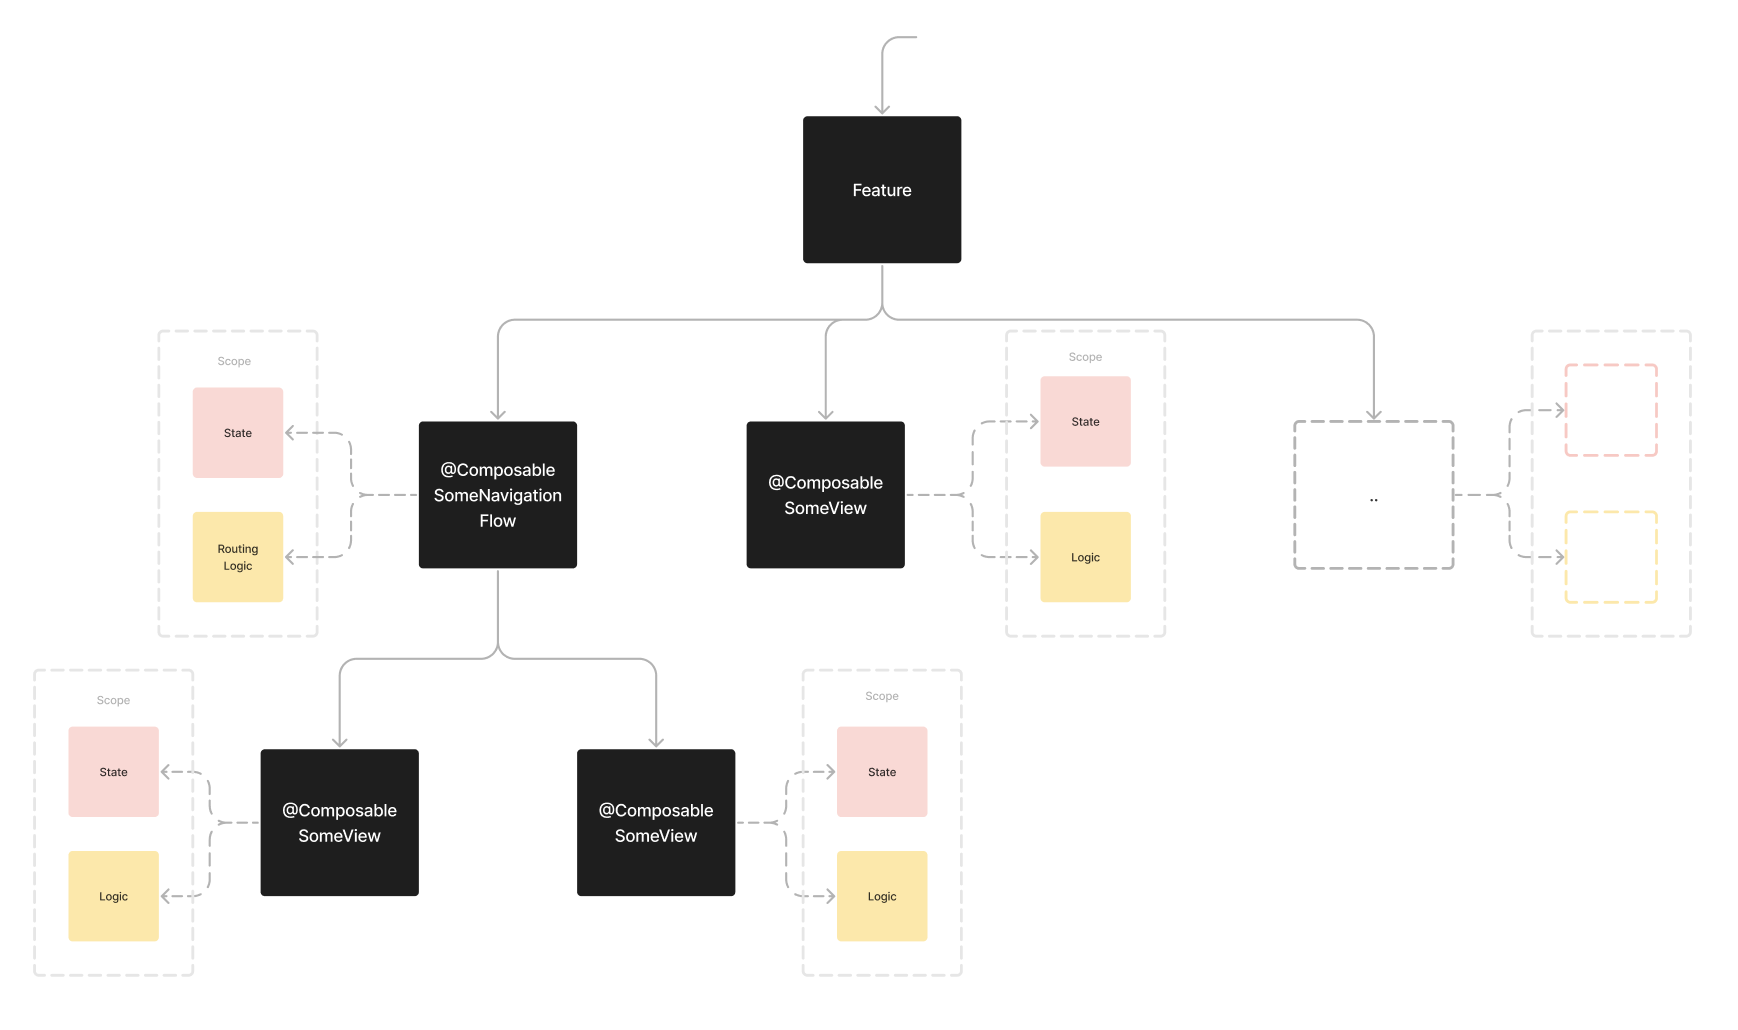 Feature
Scope
State
Routing
Logic
@Composable
SomeNavigation
Flow
@Composable
SomeView
Scope
State
Logic
..
Scope
State
Logic
@Composable
SomeView
@Composable
SomeView
Scope
State
Logic